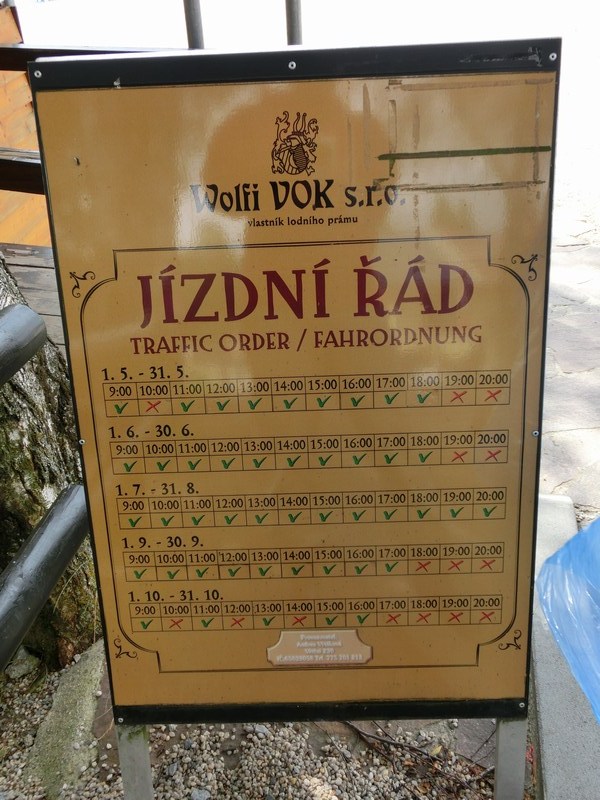 Wolfi VOK s.r.o.
vlastník lodního prámu
JÍZDNÍ ŘÁD
TRAFFIC ORDER / FAHRORDNUNG
1. 5. - 31. 5.
9:00 10:00 11:00 12:00 13:00 14:00 15:00 16:00 17:00 18:00 19:00 20:00
✓ ✗ ✓ ✓ ✓ ✓ ✓ ✓ ✓ ✓ ✗ ✗
1. 6. - 30. 6.
9:00 10:00 11:00 12:00 13:00 14:00 15:00 16:00 17:00 18:00 19:00 20:00
✓ ✓ ✓ ✓ ✓ ✓ ✓ ✓ ✓ ✓ ✗ ✗
1. 7. - 31. 8.
9:00 10:00 11:00 12:00 13:00 14:00 15:00 16:00 17:00 18:00 19:00 20:00
✓ ✓ ✓ ✓ ✓ ✓ ✓ ✓ ✓ ✓ ✓ ✓
1. 9. - 30. 9.
9:00 10:00 11:00 12:00 13:00 14:00 15:00 16:00 17:00 18:00 19:00 20:00
✓ ✓ ✓ ✓ ✓ ✓ ✓ ✓ ✓ ✗ ✗ ✗
1. 10. - 31. 10.
9:00 10:00 11:00 12:00 13:00 14:00 15:00 16:00 17:00 18:00 19:00 20:00
✓ ✗ ✓ ✗ ✓ ✗ ✓ ✓ ✗ ✗ ✗ ✗